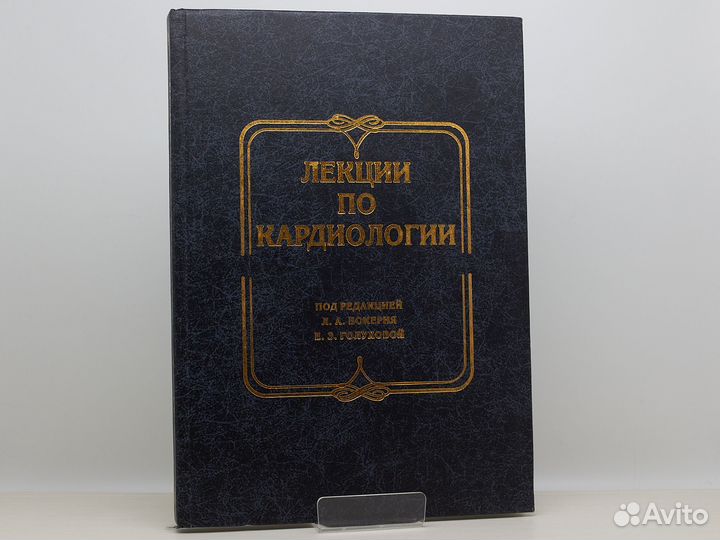 ЛЕКЦИИ
ПО
КАРДИОЛОГИИ
ПОД РЕДАКЦИЕЙ
Л. А. БОКЕРИЯ
Е. З. ГОЛУХОВОЙ
Avito